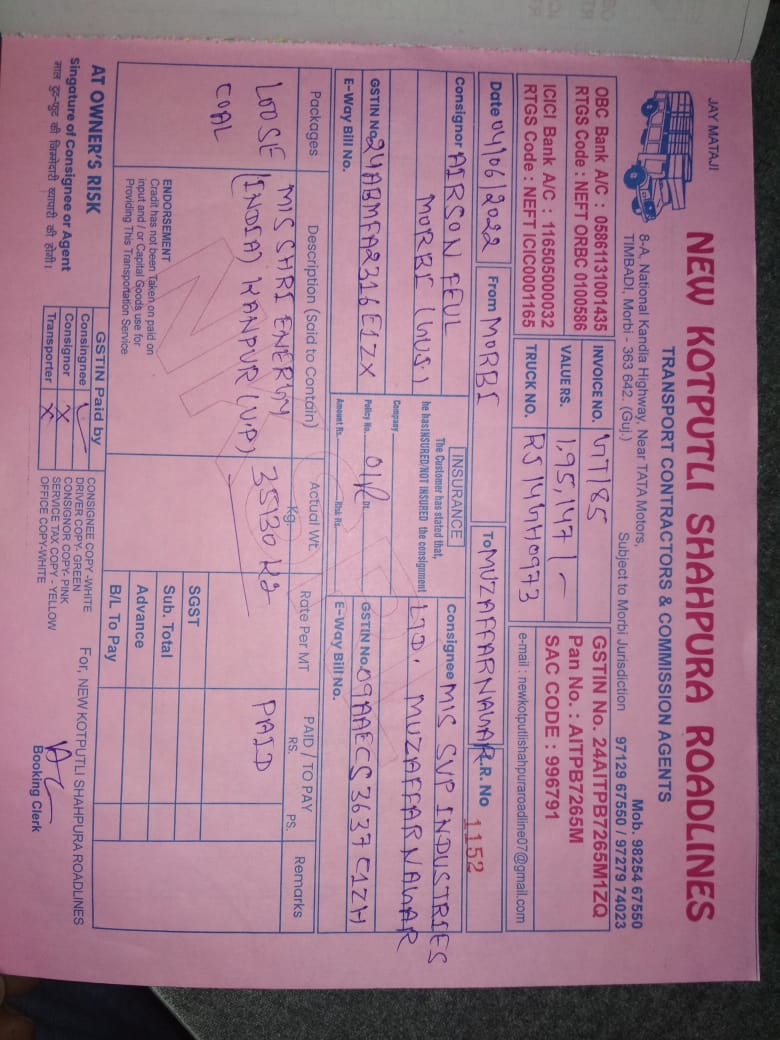 JAY MATAJI
NEW KOTPUTLI SHAHPURA ROADLINES
TRANSPORT CONTRACTORS & COMMISSION AGENTS
8-A, National Kandla Highway, Near TATA Motors,
TIMBADI, Morbi - 363 642. (Guj.)
Subject to Morbi Jurisdiction
Mob. 98254 67550
97129 67550 / 97279 74023
OBC Bank A/C : 05861131001435
RTGS Code : NEFT ORBC 0100586
ICICI Bank A/C : 116505000032
RTGS Code : NEFT ICIC0001165
INVOICE NO. GT/85
VALUE RS. 1,95,147/-
TRUCK NO. RJ14GH0973
GSTIN No. 24AITPB7265M1ZQ
Pan No. : AITPB7265M
SAC CODE : 996791
e-mail : newkotputlishahpuraroadline07@gmail.com
Date 04/06/2022 From MORBI To MUZAFFARNAGAR L.R. No 1152
Consignor AIRSON FEUL
MORBI (GUJ.)
GSTIN No. 24ABMFA2316E1ZX
E-Way Bill No.
INSURANCE
The Customer has stated that,
he has INSURED/NOT INSURED the consignment
Company
Policy No. O/R Dt.
Amount Rs. Risk Rs.
Consignee M/S SVP INDUSTRIES
LTD. MUZAFFARNAGAR
GSTIN No. 09AAECS3637C1ZH
E-Way Bill No.
Packages Description (Said to Contain) Actual Wt. Kg. Rate Per MT PAID / TO PAY RS. PS. Remarks
LOOSE M/S SHRI ENERGY 35130 KG PAID
COAL (INDIA) KANPUR (U.P)
ENDORSEMENT
Cradit has not been Taken on paid on
input and / or Capital Goods use for
Providing This Transportation Service
SGST
Sub. Total
Advance
B/L To Pay
AT OWNER'S RISK
Singature of Consignee or Agent
माल टूट-फूट की जिम्मेदारी व्यापारी की होगी।
GSTIN Paid by
Consingnee ✓
Consignor X
Transporter X
CONSIGNEE COPY -WHITE
DRIVER COPY- GREEN
CONSIGNOR COPY- PINK
SERVICE TAX COPY - YELLOW
OFFICE COPY-WHITE
For, NEW KOTPUTLI SHAHPURA ROADLINES
Booking Clerk